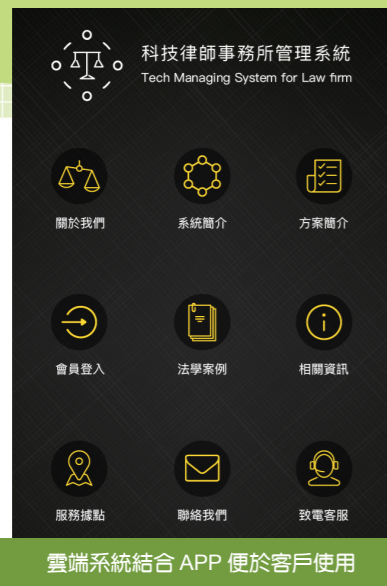 科技律師事務所管理系統
Tech Managing System for Law firm
關於我們
系統簡介
方案簡介
會員登入
法學案例
相關資訊
服務據點
聯絡我們
致電客服
雲端系統結合 APP 便於客戶使用